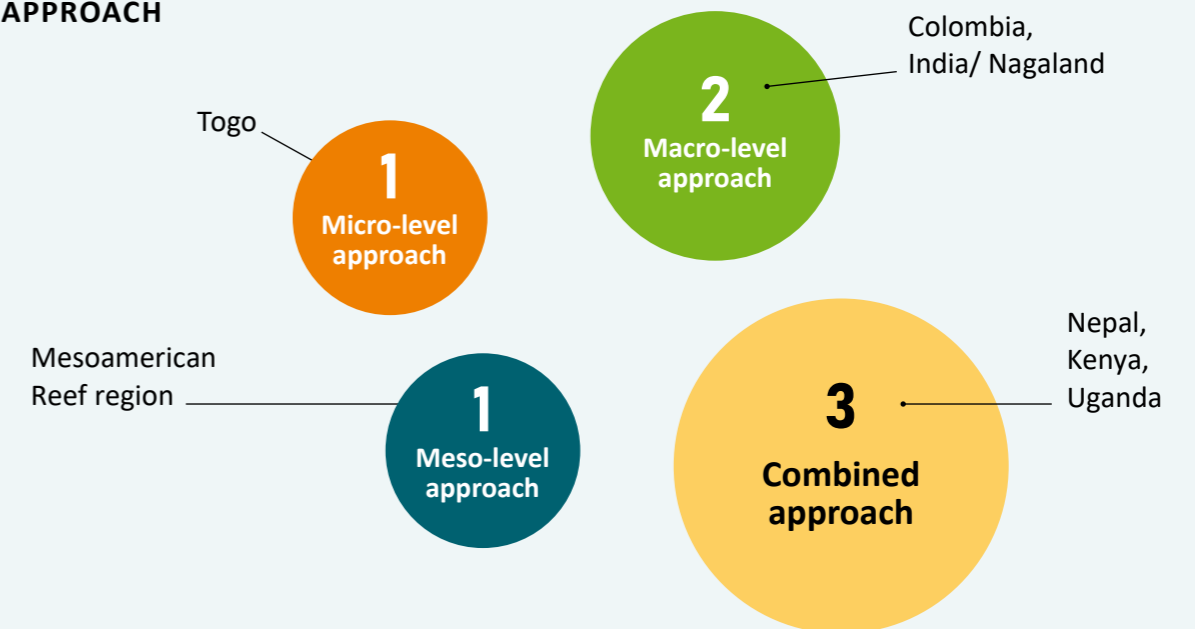 APPROACH
Colombia,
India/ Nagaland
2
Macro-level
approach
Togo
1
Micro-level
approach
Mesoamerican
Reef region
1
Meso-level
approach
Nepal,
Kenya,
Uganda
3
Combined
approach